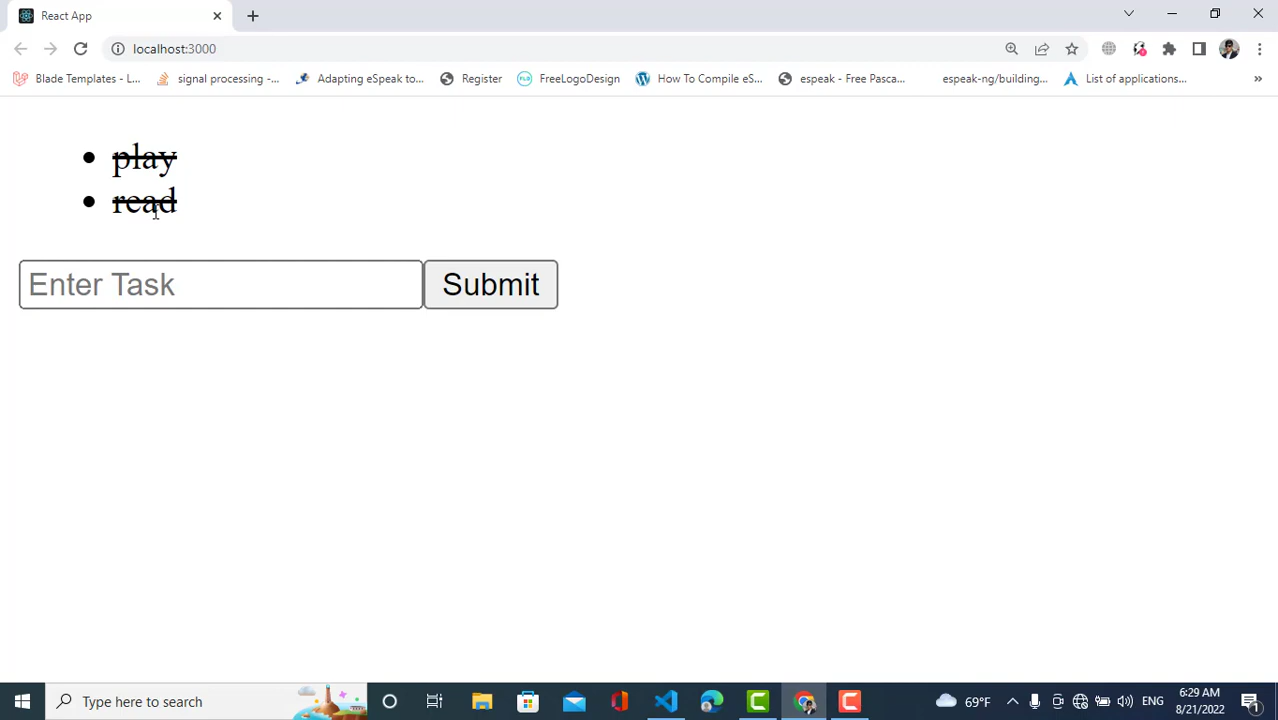 React App
localhost:3000
Blade Templates - L... signal processing -... Adapting eSpeak to... Register FreeLogoDesign How To Compile eS... espeak - Free Pasca... espeak-ng/building... List of applications... »
play
read
Enter Task Submit
Type here to search 69°F ENG 6:29 AM
8/21/2022
1